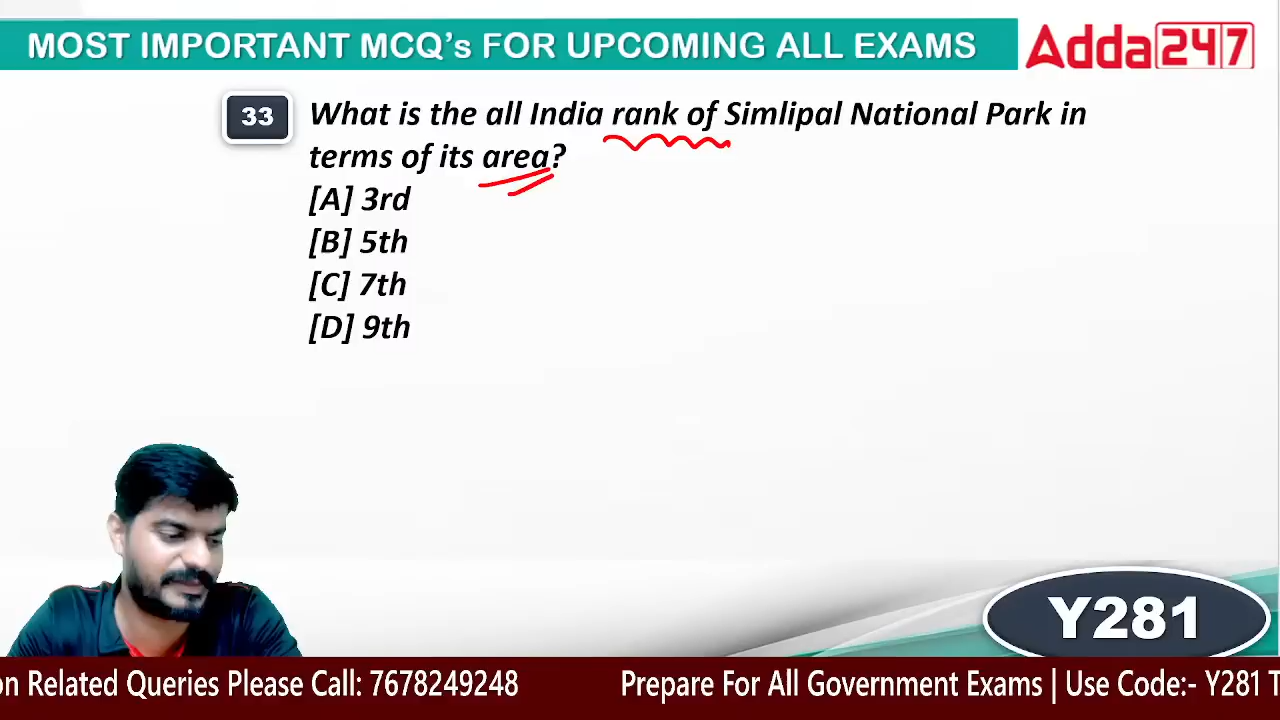 MOST IMPORTANT MCQ's FOR UPCOMING ALL EXAMS
Adda247
33
What is the all India rank of Simlipal National Park in
terms of its area?
[A] 3rd
[B] 5th
[C] 7th
[D] 9th
Y281
on Related Queries Please Call: 7678249248 Prepare For All Government Exams | Use Code:- Y281 T